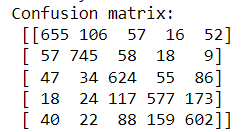 Confusion matrix:
[[655 106 57 16 52]
[ 57 745 58 18 9]
[ 47 34 624 55 86]
[ 18 24 117 577 173]
[ 40 22 88 159 602]]